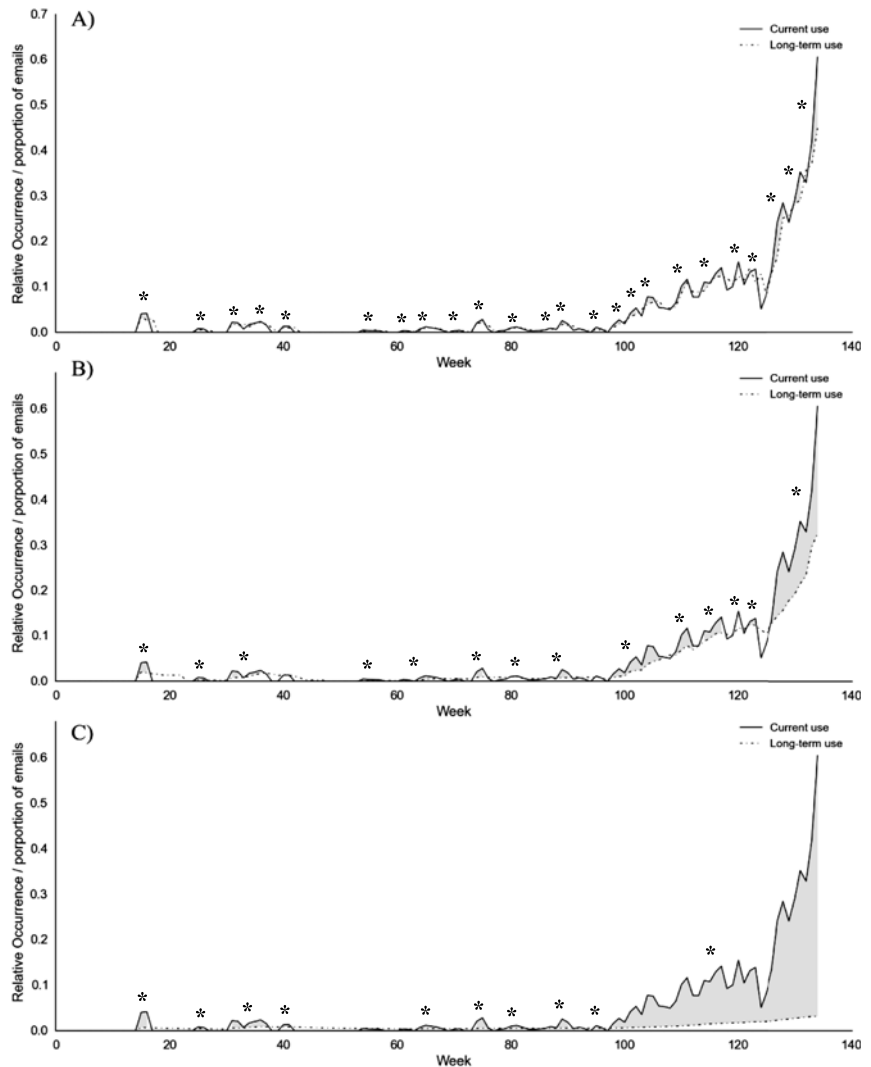 A)
Current use
Long-term use
Relative Occurrence / porportion of emails
0.7
0.6
0.5
0.4
0.3
0.2
0.1
0.0
* * * * * * * * * * * * * * * * * * * * * * * *
0 20 40 60 80 100 120 140
Week
B)
Current use
Long-term use
Relative Occurrence / porportion of emails
0.6
0.5
0.4
0.3
0.2
0.1
0.0
* * * * * * * * * * * * * *
0 20 40 60 80 100 120 140
Week
C)
Current use
Long-term use
Relative Occurrence / porportion of emails
0.6
0.5
0.4
0.3
0.2
0.1
0.0
* * * * * * * * * *
0 20 40 60 80 100 120 140
Week